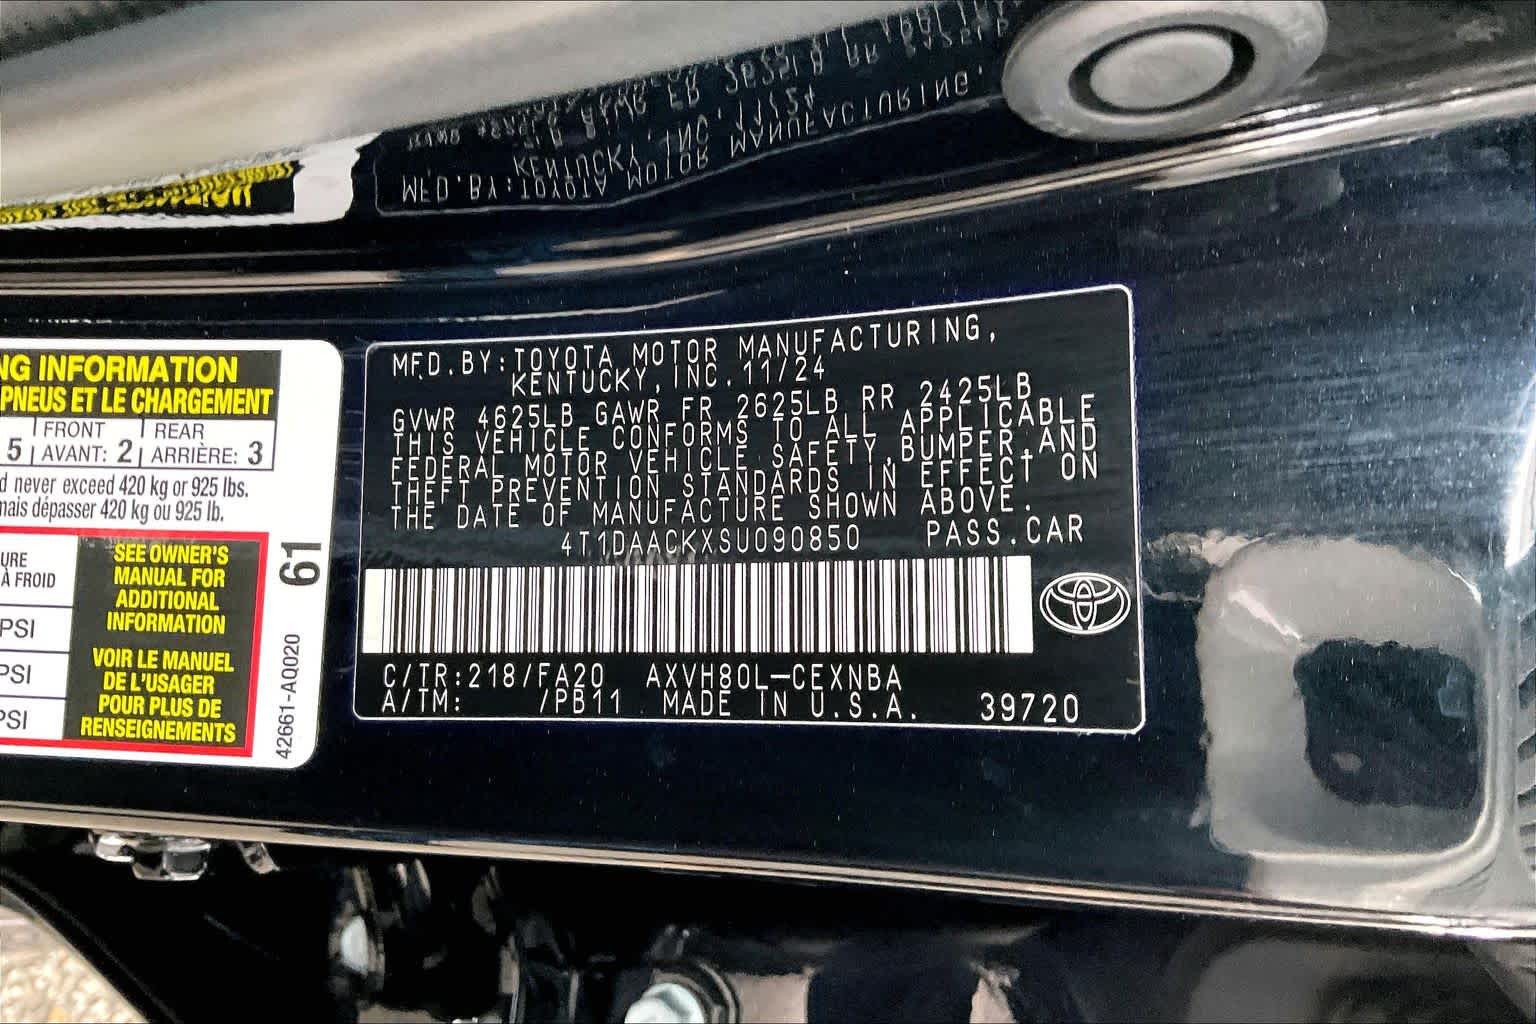 NG INFORMATION
PNEUS ET LE CHARGEMENT
5 FRONT AVANT: 2 REAR ARRIÈRE: 3
never exceed 420 kg or 925 lbs.
mais dépasser 420 kg ou 925 lb.
URE
À FROID
PSI
PSI
PSI
SEE OWNER'S
MANUAL FOR
ADDITIONAL
INFORMATION
VOIR LE MANUEL
DE L'USAGER
POUR PLUS DE
RENSEIGNEMENTS
61
42661-AQ020
MFD.BY:TOYOTA MOTOR MANUFACTURING,
KENTUCKY,INC.11/24
GVWR 4625LB GAWR FR 2625LB RR 2425LB
THIS VEHICLE CONFORMS TO ALL APPLICABLE
FEDERAL MOTOR VEHICLE SAFETY,BUMPER,AND
THEFT PREVENTION STANDARDS IN EFFECT ON
THE DATE OF MANUFACTURE SHOWN ABOVE.
4T1DAACKXSU090850 PASS.CAR
C/TR:218/FA20 AXVH80L-CEXNBA
A/TM: /PB11 MADE IN U.S.A. 39720